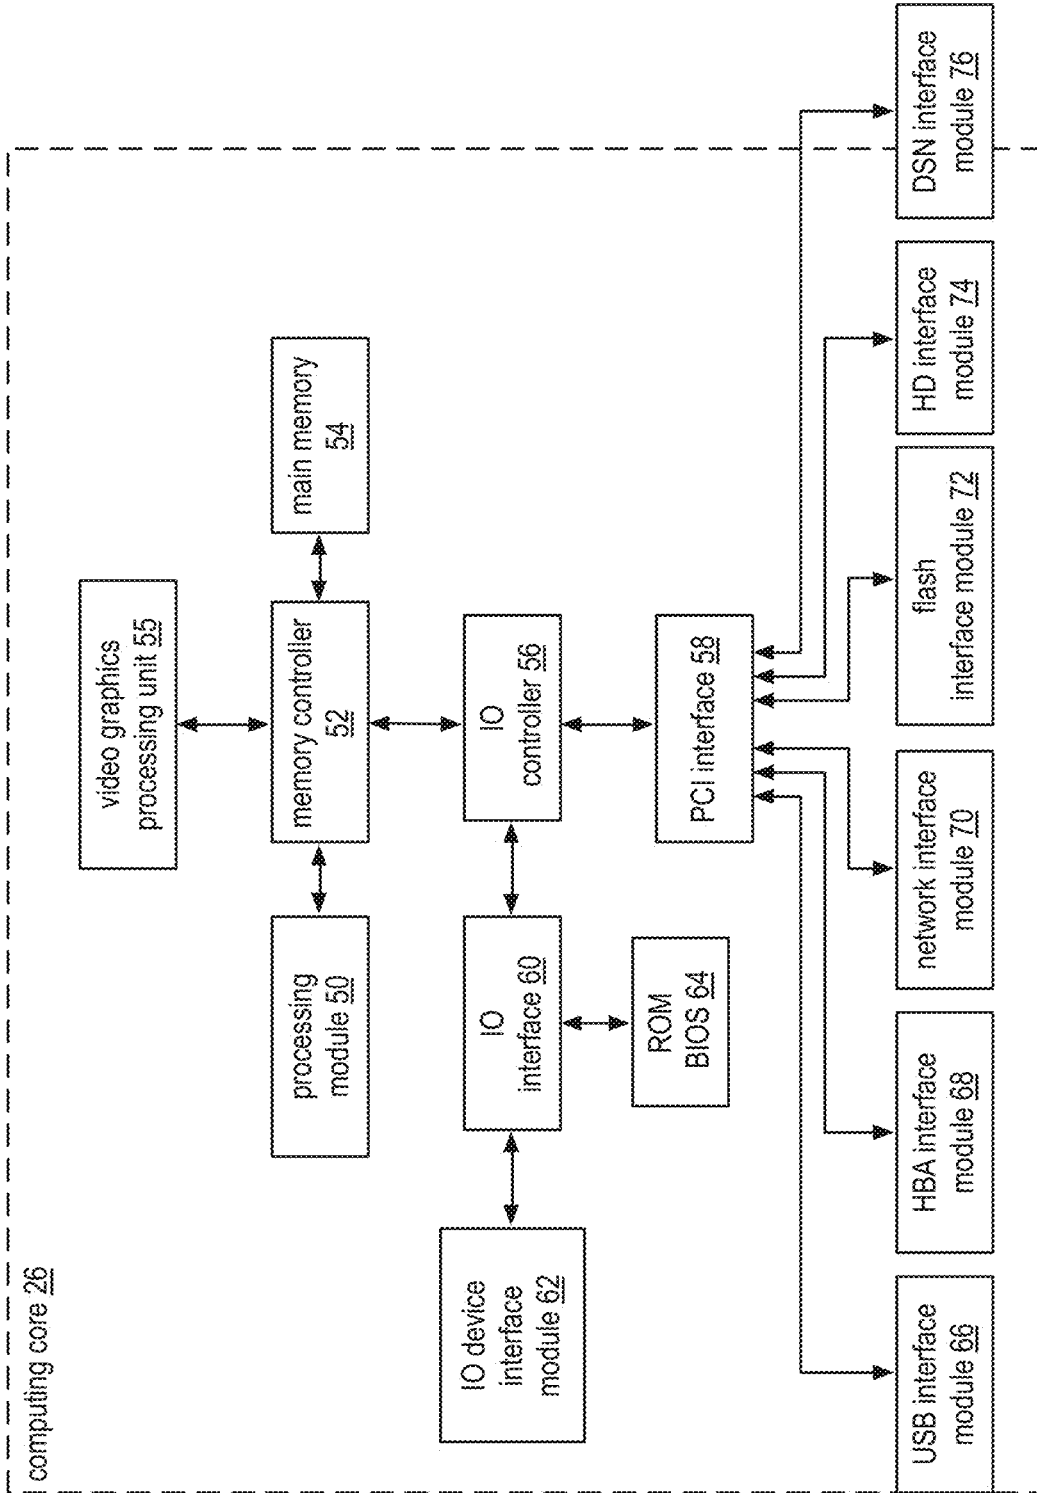 computing core 26
video graphics
processing unit 55
processing
module 50
memory controller
52
main memory
54
IO device
interface
module 62
IO
interface 60
IO
controller 56
ROM
BIOS 64
PCI interface 58
USB interface
module 66
HBA interface
module 68
network interface
module 70
flash
interface module 72
HD interface
module 74
DSN interface
module 76